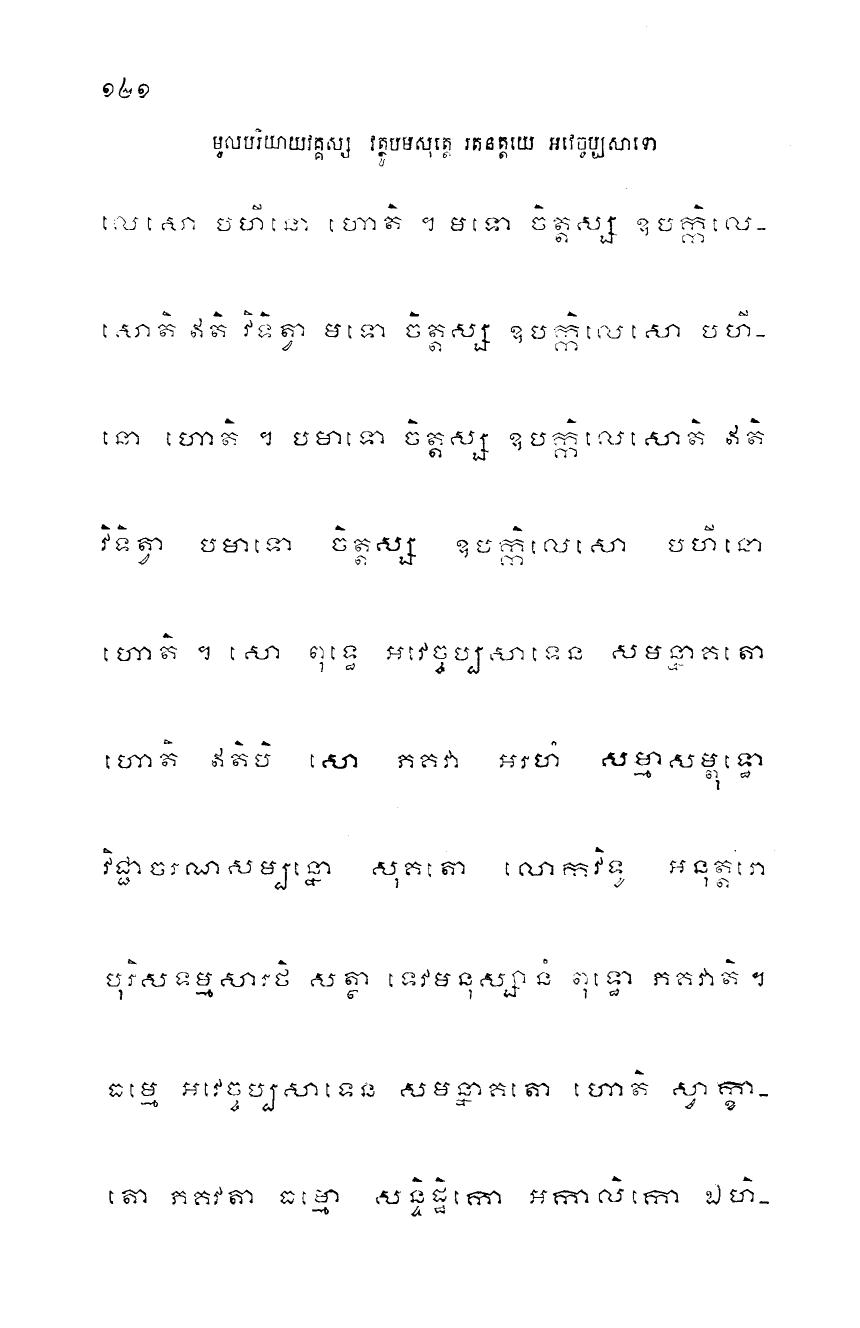 ១៤១
មូលបរិយាយវគ្គស្ស វត្ថូបមសុត្តេ រតនត្តយេ អវេច្ចប្បសាទោ
លេសោ បហីនោ ហោតិ ។ មទោ ចិត្តស្ស ឧបក្កិលេ-
សោតិ ឥតិ វិទិត្វា មទោ ចិត្តស្ស ឧបក្កិលេសោ បហី-
នោ ហោតិ ។ បមាទោ ចិត្តស្ស ឧបក្កិលេសោតិ ឥតិ
វិទិត្វា បមាទោ ចិត្តស្ស ឧបក្កិលេសោ បហីនោ
ហោតិ ។ សោ ពុទ្ធេ អវេច្ចប្បសាទេន សមន្នាគតោ
ហោតិ ឥតិបិ សោ ភគវា អរហំ សម្មាសម្ពុទ្ធោ
វិជ្ជាចរណសម្បន្នោ សុគតោ លោកវិទូ អនុត្តរោ
បុរិសទម្មសារថិ សត្ថា ទេវមនុស្សានំ ពុទ្ធោ ភគវាតិ ។
ធម្មេ អវេច្ចប្បសាទេន សមន្នាគតោ ហោតិ ស្វាក្ខា-
តោ ភគវតា ធម្មោ សន្ទិដ្ឋិកោ អកាលិកោ ឯហិ-